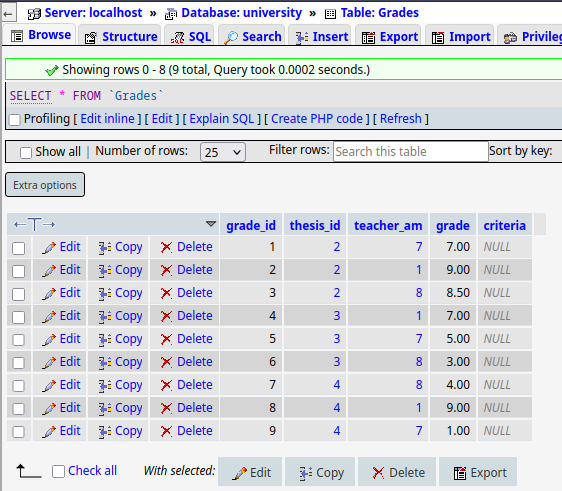 Server: localhost » Database: university » Table: Grades
Browse Structure SQL Search Insert Export Import
Showing rows 0 - 8 (9 total, Query took 0.0002 seconds.)
SELECT * FROM `Grades`
Profiling [ Edit inline ] [ Edit ] [ Explain SQL ] [ Create PHP code ] [ Refresh ]
Show all | Number of rows: 25 Filter rows: Search this table Sort by key:
Extra options
←T→ grade_id thesis_id teacher_am grade criteria
Edit Copy Delete 1 2 7 7.00 NULL
Edit Copy Delete 2 2 1 9.00 NULL
Edit Copy Delete 3 2 8 8.50 NULL
Edit Copy Delete 4 3 1 7.00 NULL
Edit Copy Delete 5 3 7 5.00 NULL
Edit Copy Delete 6 3 8 3.00 NULL
Edit Copy Delete 7 4 8 4.00 NULL
Edit Copy Delete 8 4 1 9.00 NULL
Edit Copy Delete 9 4 7 1.00 NULL
Check all With selected: Edit Copy Delete Export